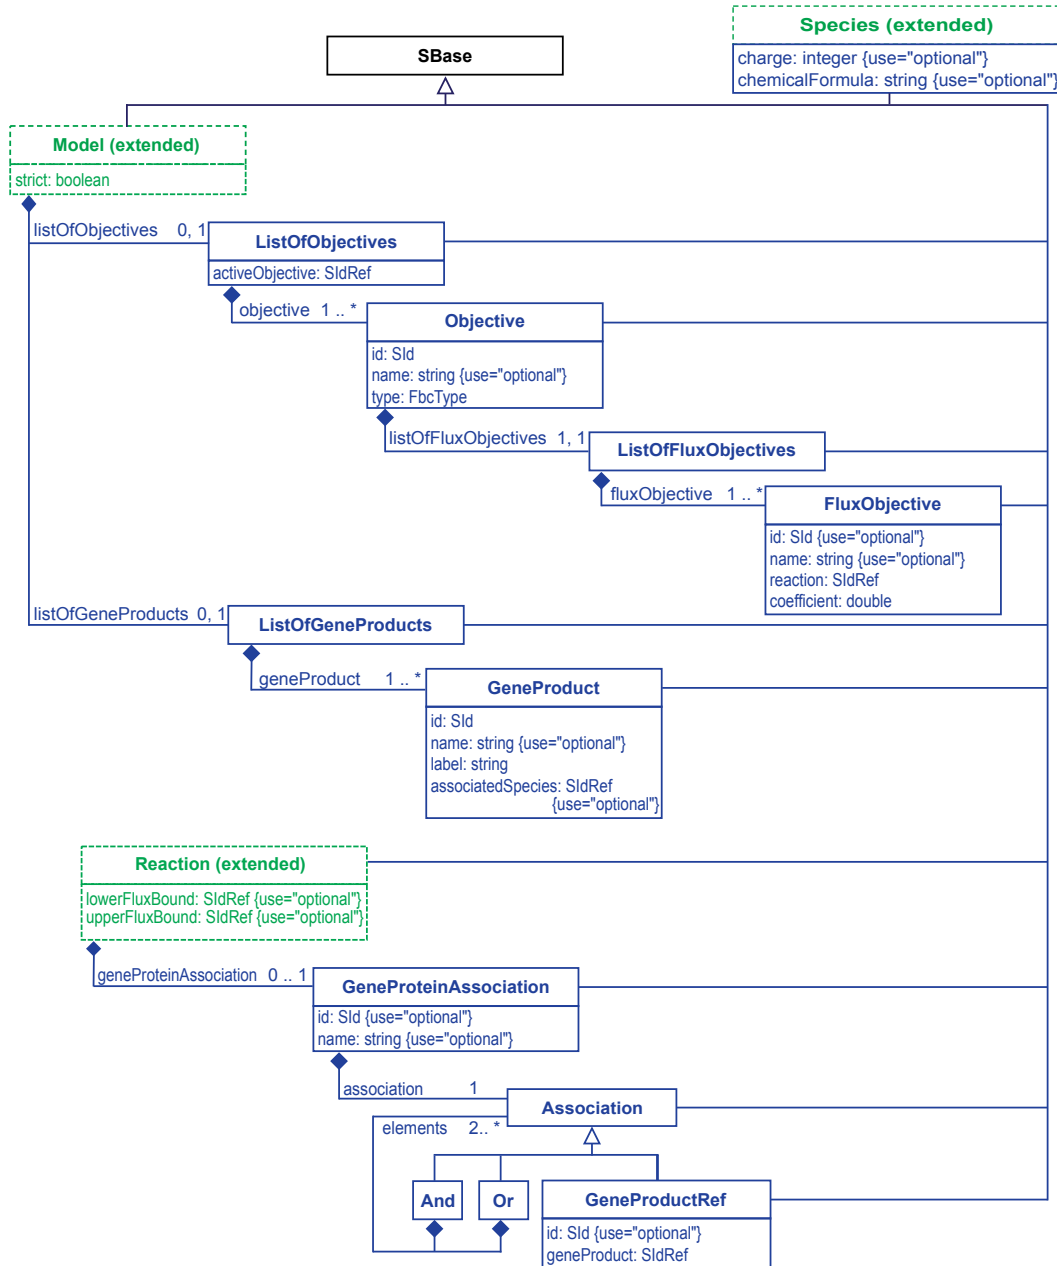 Species (extended)
charge: integer {use="optional"}
chemicalFormula: string {use="optional"}
SBase
Model (extended)
strict: boolean
listOfObjectives 0, 1
ListOfObjectives
activeObjective: SIdRef
objective 1 .. *
Objective
id: SId
name: string {use="optional"}
type: FbcType
listOfFluxObjectives 1, 1
ListOfFluxObjectives
fluxObjective 1 .. *
FluxObjective
id: SId {use="optional"}
name: string {use="optional"}
reaction: SIdRef
coefficient: double
listOfGeneProducts 0, 1
ListOfGeneProducts
geneProduct 1 .. *
GeneProduct
id: SId
name: string {use="optional"}
label: string
associatedSpecies: SIdRef
{use="optional"}
Reaction (extended)
lowerFluxBound: SIdRef {use="optional"}
upperFluxBound: SIdRef {use="optional"}
geneProteinAssociation 0 .. 1
GeneProteinAssociation
id: SId {use="optional"}
name: string {use="optional"}
association 1
Association
elements 2.. *
And
Or
GeneProductRef
id: SId {use="optional"}
geneProduct: SIdRef